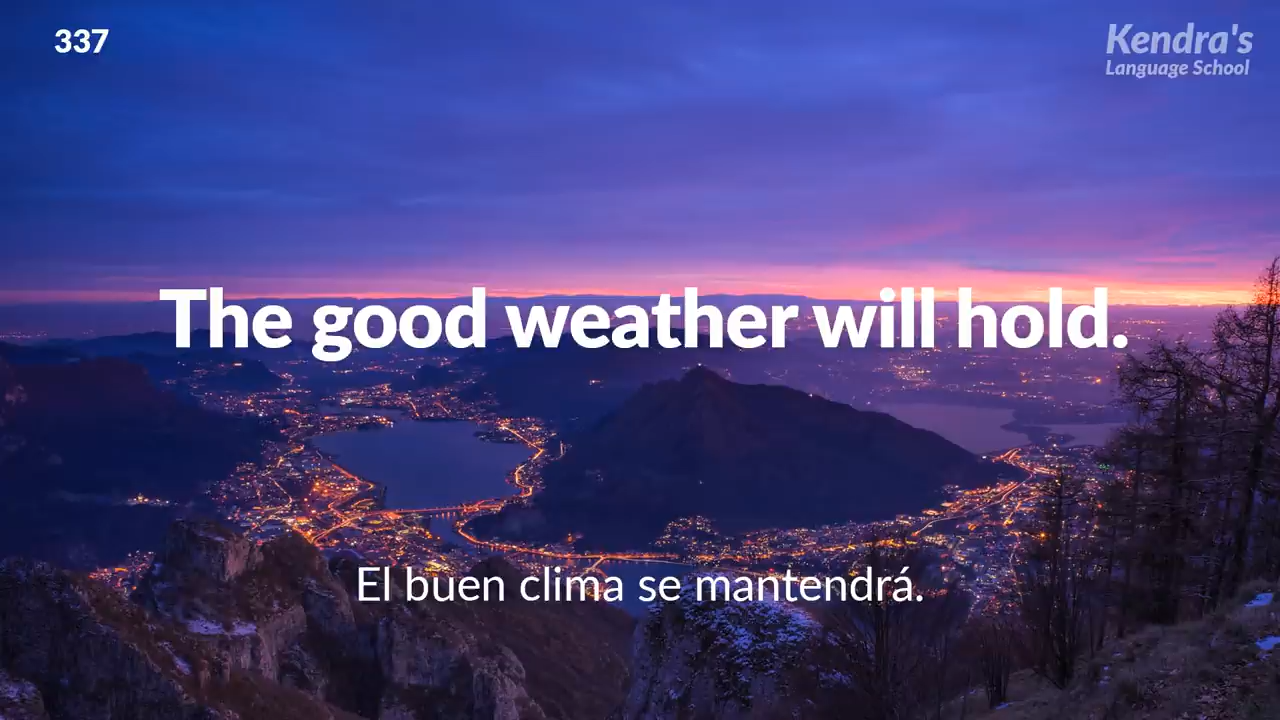 337
Kendra's
Language School
The good weather will hold.
El buen clima se mantendrá.